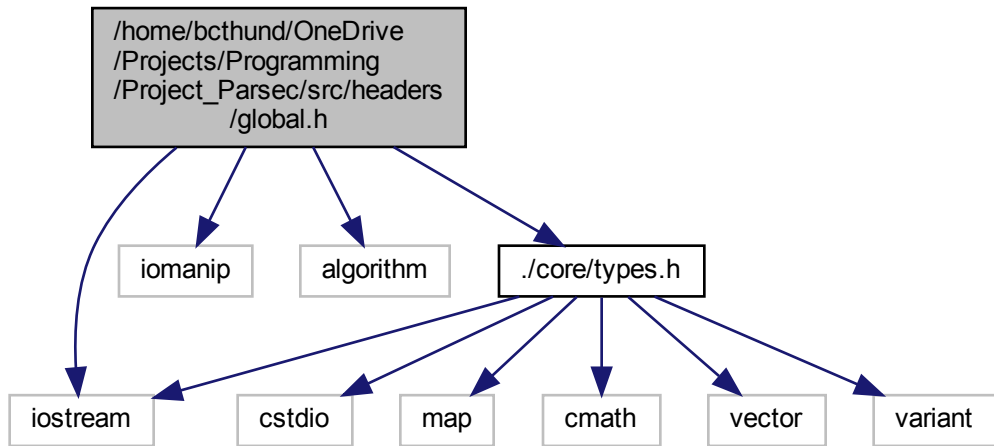 /home/bcthund/OneDrive
/Projects/Programming
/Project_Parsec/src/headers
/global.h
iomanip
algorithm
./core/types.h
iostream
cstdio
map
cmath
vector
variant